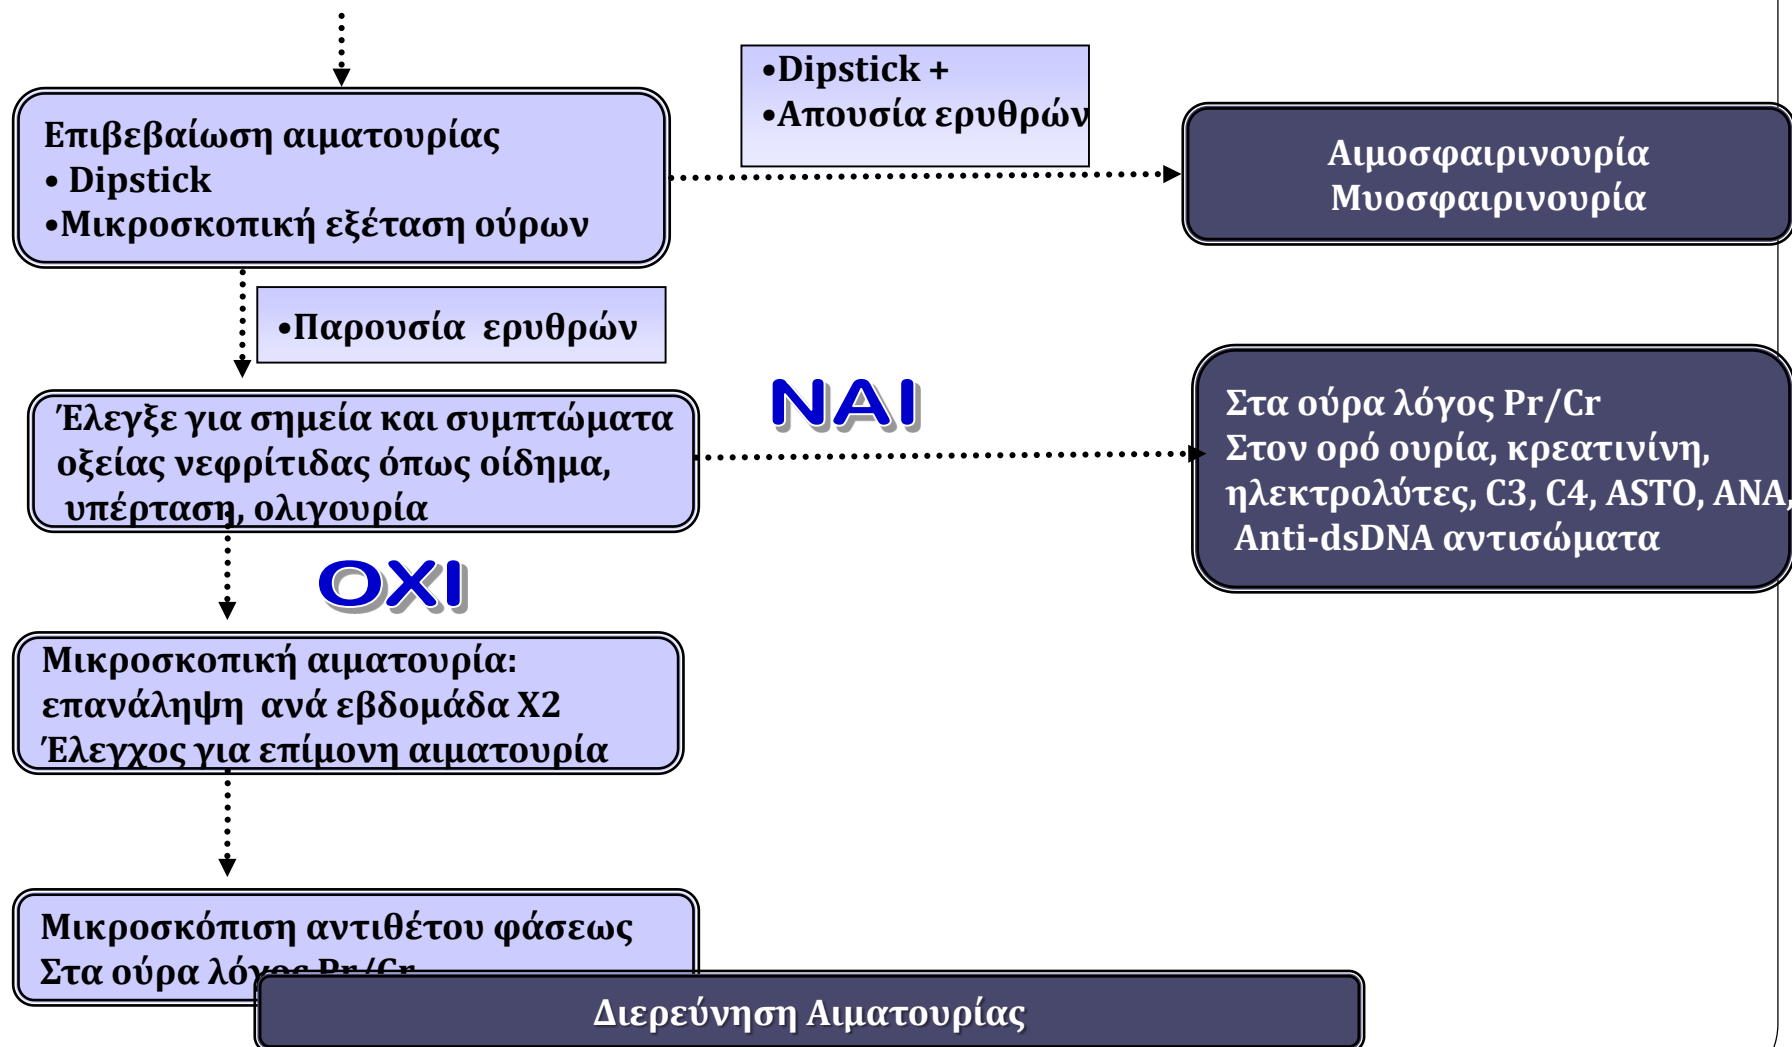 •Dipstick +
•Απουσία ερυθρών
Επιβεβαίωση αιματουρίας
• Dipstick
•Μικροσκοπική εξέταση ούρων
Αιμοσφαιρινουρία
Μυοσφαιρινουρία
•Παρουσία ερυθρών
Έλεγξε για σημεία και συμπτώματα
οξείας νεφρίτιδας όπως οίδημα,
υπέρταση, ολιγουρία
ΝΑΙ
Στα ούρα λόγος Pr/Cr
Στον ορό ουρία, κρεατινίνη,
ηλεκτρολύτες, C3, C4, ASTO, ANA,
Anti-dsDNA αντισώματα
ΟΧΙ
Μικροσκοπική αιματουρία:
επανάληψη ανά εβδομάδα Χ2
Έλεγχος για επίμονη αιματουρία
Μικροσκόπιση αντιθέτου φάσεως
Στα ούρα λόγος Pr/Cr
Διερεύνηση Αιματουρίας